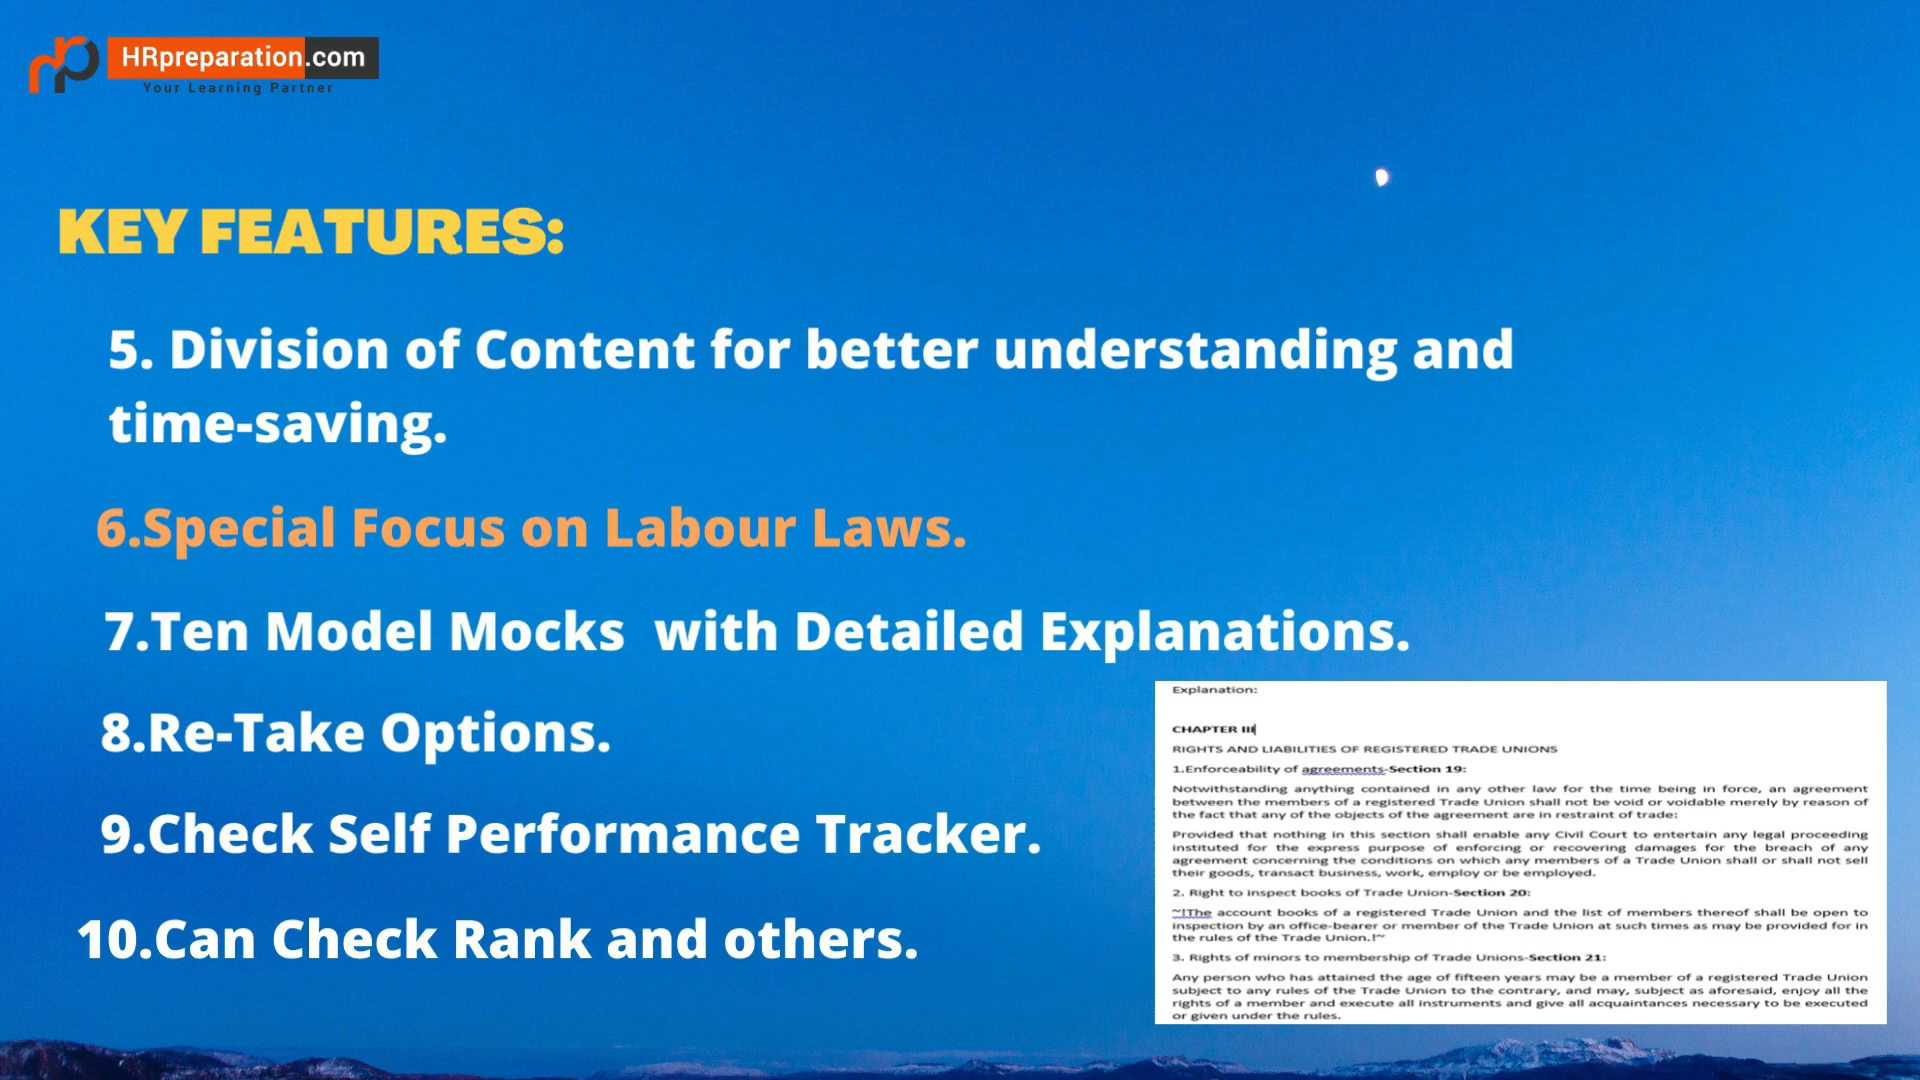 HRpreparation.com
Your Learning Partner
KEY FEATURES:
5. Division of Content for better understanding and
time-saving.
6.Special Focus on Labour Laws.
7.Ten Model Mocks  with Detailed Explanations.
8.Re-Take Options.
9.Check Self Performance Tracker.
10.Can Check Rank and others.
Explanation:
CHAPTER III
RIGHTS AND LIABILITIES OF REGISTERED TRADE UNIONS
1.Enforceability of agreements-Section 19:
Notwithstanding anything contained in any other law for the time being in force, an agreement
between the members of a registered Trade Union shall not be void or voidable merely by reason of
the fact that any of the objects of the agreement are in restraint of trade:
Provided that nothing in this section shall enable any Civil Court to entertain any legal proceeding
instituted for the express purpose of enforcing or recovering damages for the breach of any
agreement concerning the conditions on which any members of a Trade Union shall or shall not sell
their goods, transact business, work, employ or be employed.
2. Right to inspect books of Trade Union-Section 20:
~!The account books of a registered Trade Union and the list of members thereof shall be open to
inspection by an office-bearer or member of the Trade Union at such times as may be provided for in
the rules of the Trade Union.!~
3. Rights of minors to membership of Trade Unions-Section 21:
Any person who has attained the age of fifteen years may be a member of a registered Trade Union
subject to any rules of the Trade Union to the contrary, and may, subject as aforesaid, enjoy all the
rights of a member and execute all instruments and give all acquaintances necessary to be executed
or given under the rules.